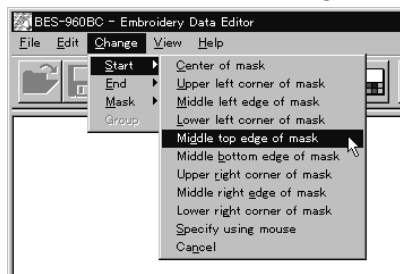 BES-960BC - Embroidery Data Editor
File Edit Change View Help
Start
End
Mask
Group
Center of mask
Upper left corner of mask
Middle left edge of mask
Lower left corner of mask
Middle top edge of mask
Middle bottom edge of mask
Upper right corner of mask
Middle right edge of mask
Lower right corner of mask
Specify using mouse
Cancel